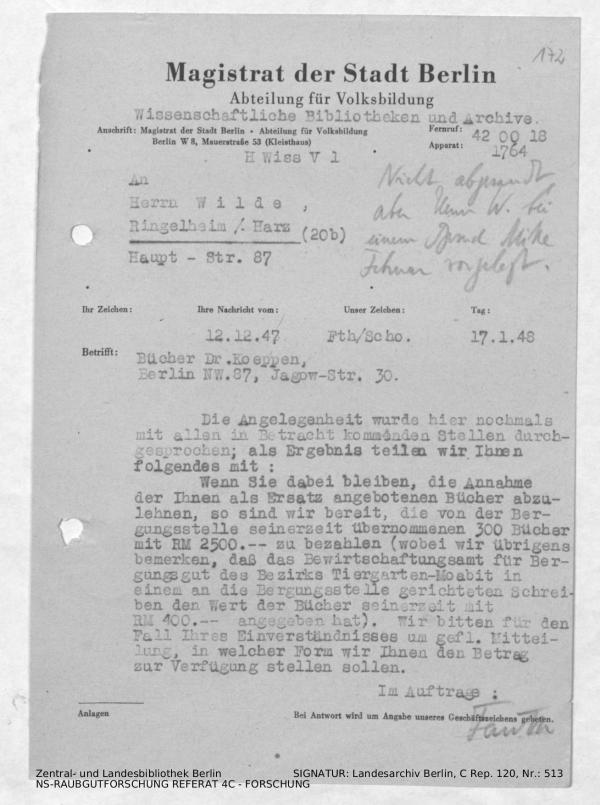 172
Magistrat der Stadt Berlin
Abteilung für Volksbildung
Wissenschaftliche Bibliotheken und Archive.
Anschrift: Magistrat der Stadt Berlin • Abteilung für Volksbildung
Berlin W 8, Mauerstraße 53 (Kleisthaus)
Fernruf: 42 00 18
Apparat: 1764
H Wiss V 1
An
Herrn W i l d e ,
Ringelheim /. Harz (20b)
Haupt - Str. 87
Nicht abgesandt
aber Herrn W. bei
einem Mitte
Februar vorgelegt.
Ihr Zeichen: Ihre Nachricht vom: Unser Zeichen: Tag:
12.12.47 Fth/Scho. 17.1.48
Betrifft: Bücher Dr.Koeppen,
Berlin NW.87, Jagow-Str. 30.
Die Angelegenheit wurde hier nochmals
mit allen in Betracht kommenden Stellen durch-
gesprochen; als Ergebnis teilen wir Ihnen
folgendes mit :
Wenn Sie dabei bleiben, die Annahme
der Ihnen als Ersatz angebotenen Bücher abzu-
lehnen, so sind wir bereit, die von der Ber-
gungsstelle seinerzeit übernommenen 300 Bücher
mit RM 2500.-- zu bezahlen (wobei wir übrigens
bemerken, daß das Bewirtschaftungsamt für Ber-
gungsgut des Bezirks Tiergarten-Moabit in
einem an die Bergungsstelle gerichteten Schrei-
ben den Wert der Bücher seinerzeit mit
RM 400.-- angegeben hat). Wir bitten für den
Fall Ihres Einverständnisses um gefl. Mittei-
lung, in welcher Form wir Ihnen den Betrag
zur Verfügung stellen sollen.
Im Auftrage :
Anlagen
Bei Antwort wird um Angabe unseres Geschäftszeichens gebeten.
Zentral- und Landesbibliothek Berlin SIGNATUR: Landesarchiv Berlin, C Rep. 120, Nr.: 513
NS-RAUBGUTFORSCHUNG REFERAT 4C - FORSCHUNG